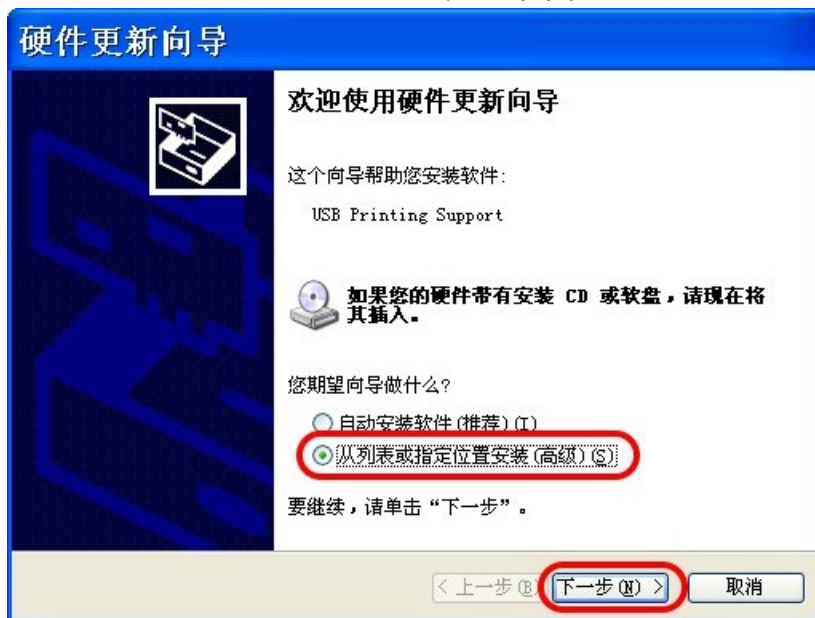 硬件更新向导
欢迎使用硬件更新向导
这个向导帮助您安装软件:
USB Printing Support
如果您的硬件带有安装 CD 或软盘，请现在将
其插入。
您期望向导做什么?
自动安装软件(推荐)(I)
从列表或指定位置安装(高级)(S)
要继续，请单击“下一步”。
< 上一步(B) 下一步(N) > 取消